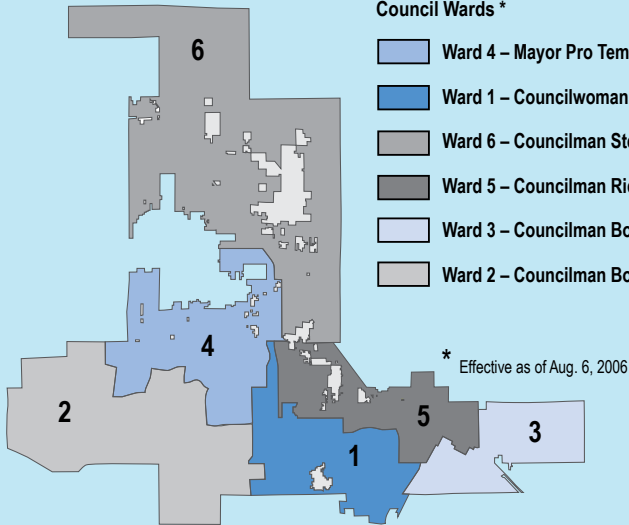 Council Wards *
Ward 4 – Mayor Pro Tem
Ward 1 – Councilwoman
Ward 6 – Councilman
Ward 5 – Councilman
Ward 3 – Councilman
Ward 2 – Councilman
* Effective as of Aug. 6, 2006
6
4
2
5
3
1